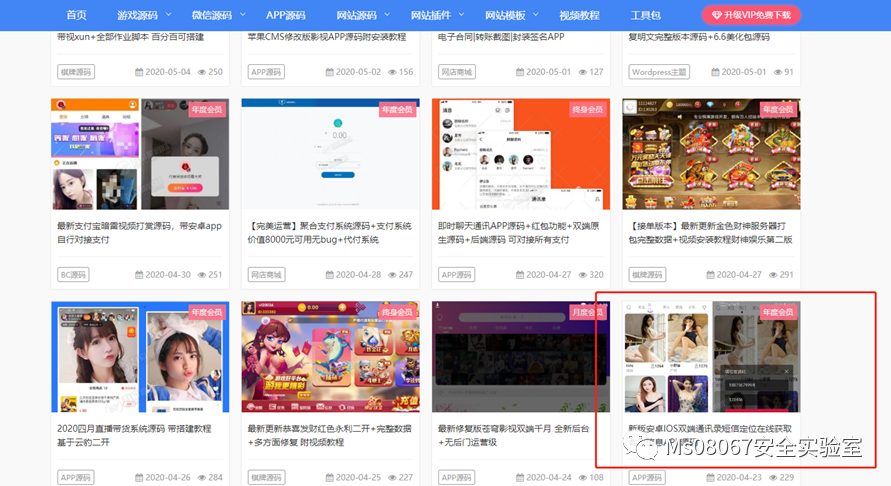 首页 游戏源码 微信源码 APP源码 网站源码 网站插件 网站模板 视频教程 工具包 升级VIP免费下载
带视xun+全部作业脚本 百分百可搭建
苹果CMS修改版影视APP源码附安装教程
电子合同|转账截图|封装签名APP
复明文完整版本源码+6.6美化包源码
棋牌源码 2020-05-04 250
APP源码 2020-05-02 156
网店商城 2020-05-01 127
Wordpress主题 2020-05-01 91
年度会员
年度会员
终身会员
年度会员
消息
通讯录
0.00
最新支付宝暗雷视频打赏源码，带安卓app
自行对接支付
【完美运营】聚合支付系统源码+支付系统
价值8000元可用无bug+代付系统
即时聊天通讯APP源码+红包功能+双端原
生源码+后端源码 可对接所有支付
【接单版本】最新更新金色财神服务器打
包完整数据+视频安装教程财神娱乐第二版
BC源码 2020-04-30 251
网店商城 2020-04-28 247
APP源码 2020-04-27 320
棋牌源码 2020-04-27 291
年度会员
终身会员
月度会员
年度会员
2020四月直播带货系统源码 带搭建教程
基于云豹二开
最新更新恭喜发财红色永利二开+完整数据
+多方面修复 附视频教程
最新修复版苍穹影视双端千月 全新后台
+无后门运营级
新版安卓IOS双端通讯录短信定位在线获取
APP源码 2020-04-26 284
棋牌源码 2020-04-25 227
APP源码 2020-04-24 108
APP源码 2020-04-23 229
MS08067安全实验室